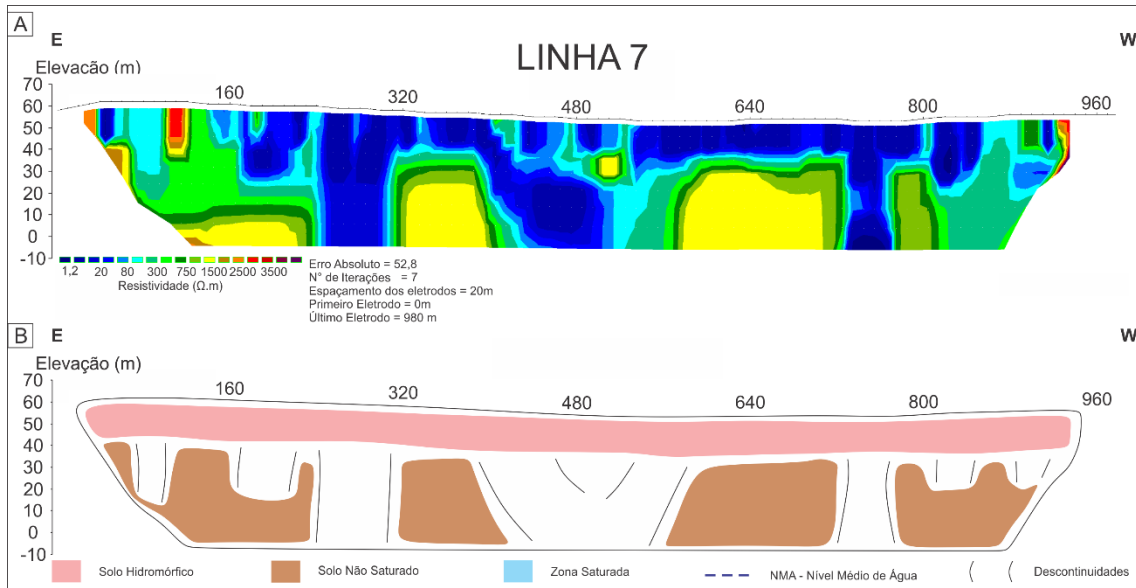 A
E
W
LINHA 7
Elevacão (m)
70
60
50
40
30
20
10
0
-10
160
320
480
640
800
960
1,2 20 80 300 750 1500 2500 3500
Resistividade (Ω.m)
Erro Absoluto = 52,8
N° de Iterações = 7
Espaçamento dos eletrodos = 20m
Primeiro Eletrodo = 0m
Último Eletrodo = 980 m
B
E
W
Elevação (m)
70
60
50
40
30
20
10
0
-10
160
320
480
640
800
960
Solo Hidromórfico
Solo Não Saturado
Zona Saturada
NMA - Nível Médio de Água
Descontinuidades